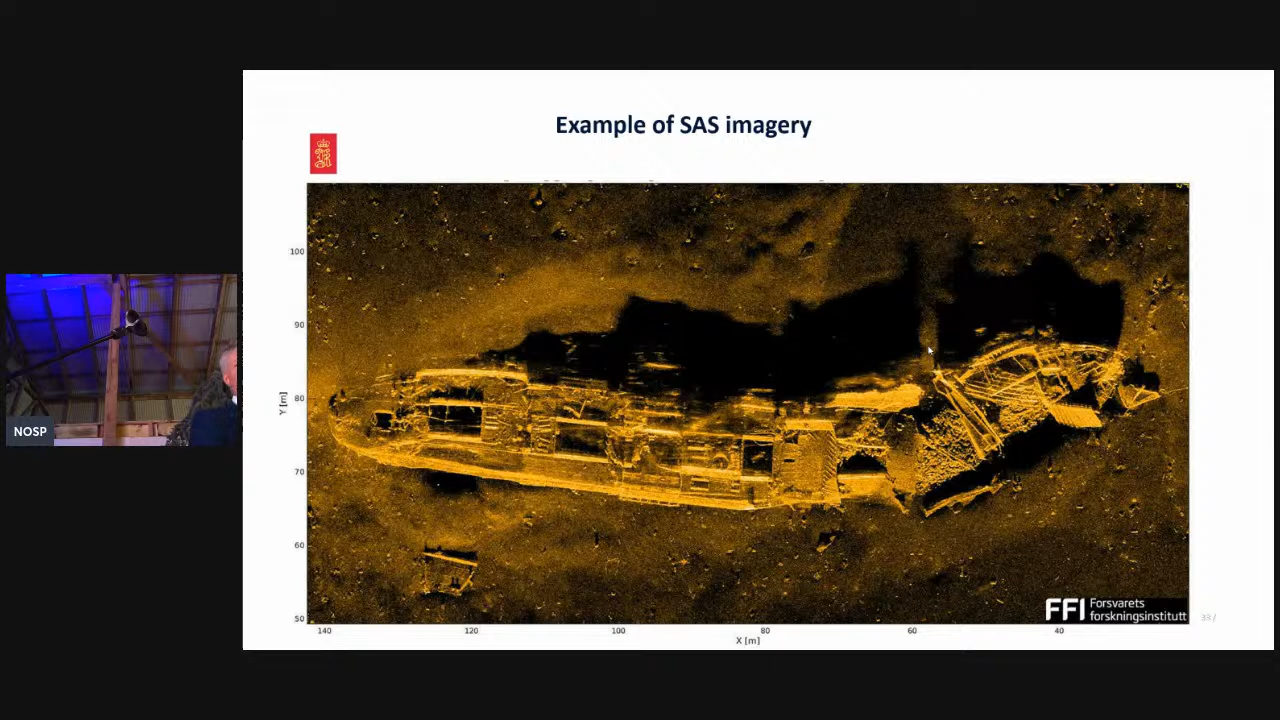 Example of SAS imagery
100
90
80
70
60
50
Y [m]
140
120
100
80
60
40
X [m]
FFI Forsvarets
forskningsinstitutt
33 /
NOSP